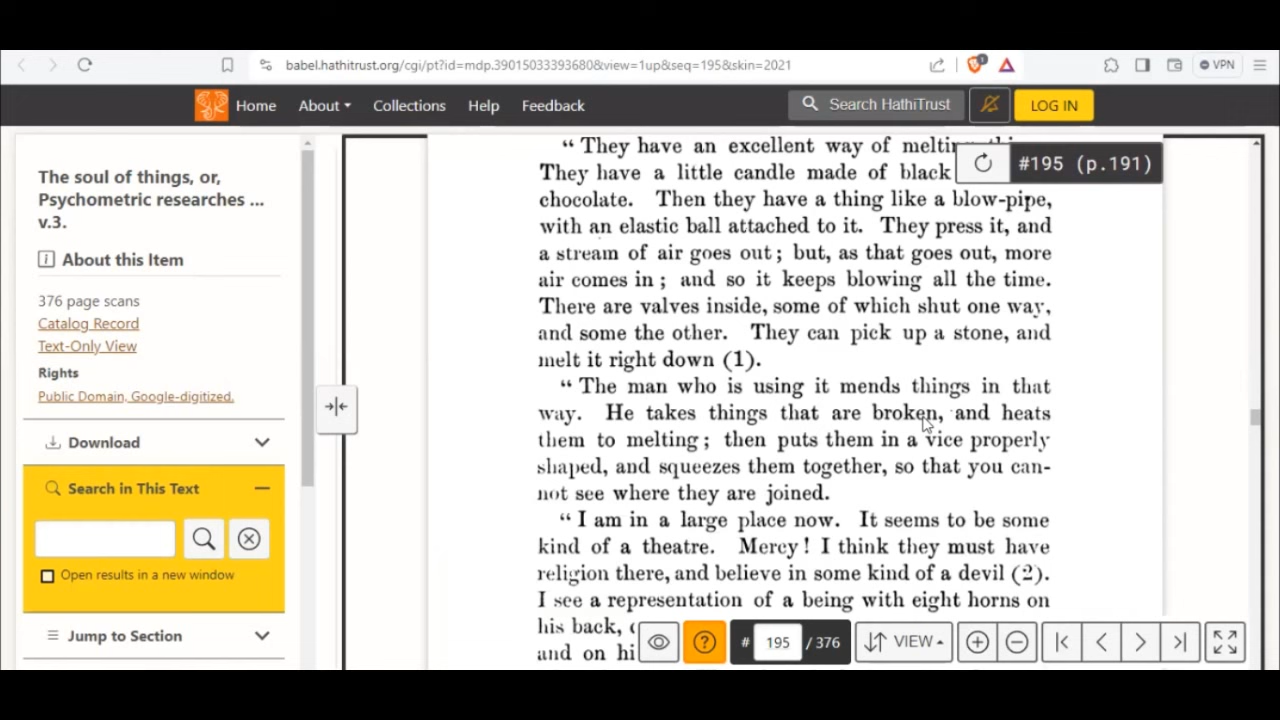 babel.hathitrust.org/cgi/pt?id=mdp.39015033393680&view=1up&seq=195&skin=2021
1
VPN
Home
About
Collections
Help
Feedback
Search HathiTrust
LOG IN
The soul of things, or,
Psychometric researches ...
v.3.
About this Item
376 page scans
Catalog Record
Text-Only View
Rights
Public Domain, Google-digitized.
Download
Search in This Text
Open results in a new window
Jump to Section
#195 (p.191)
“ They have an excellent way of
They have a little candle made of black
chocolate. Then they have a thing like a blow-pipe,
with an elastic ball attached to it. They press it, and
a stream of air goes out; but, as that goes out, more
air comes in; and so it keeps blowing all the time.
There are valves inside, some of which shut one way,
and some the other. They can pick up a stone, and
melt it right down (1).
“ The man who is using it mends things in that
way. He takes things that are broken, and heats
them to melting; then puts them in a vice properly
shaped, and squeezes them together, so that you can-
not see where they are joined.
“ I am in a large place now. It seems to be some
kind of a theatre. Mercy! I think they must have
religion there, and believe in some kind of a devil (2).
I see a representation of a being with eight horns on
his back,
and on hi
# 195 / 376
VIEW